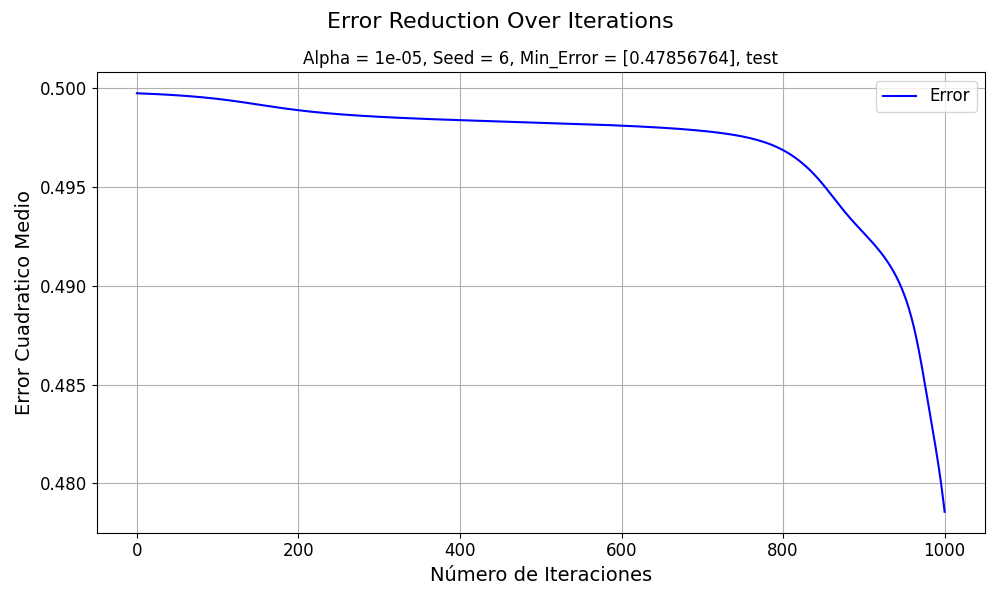 Error Reduction Over Iterations
Alpha = 1e-05, Seed = 6, Min_Error = [0.47856764], test
Error
0.500
0.495
0.490
0.485
0.480
Error Cuadratico Medio
0 200 400 600 800 1000
Número de Iteraciones